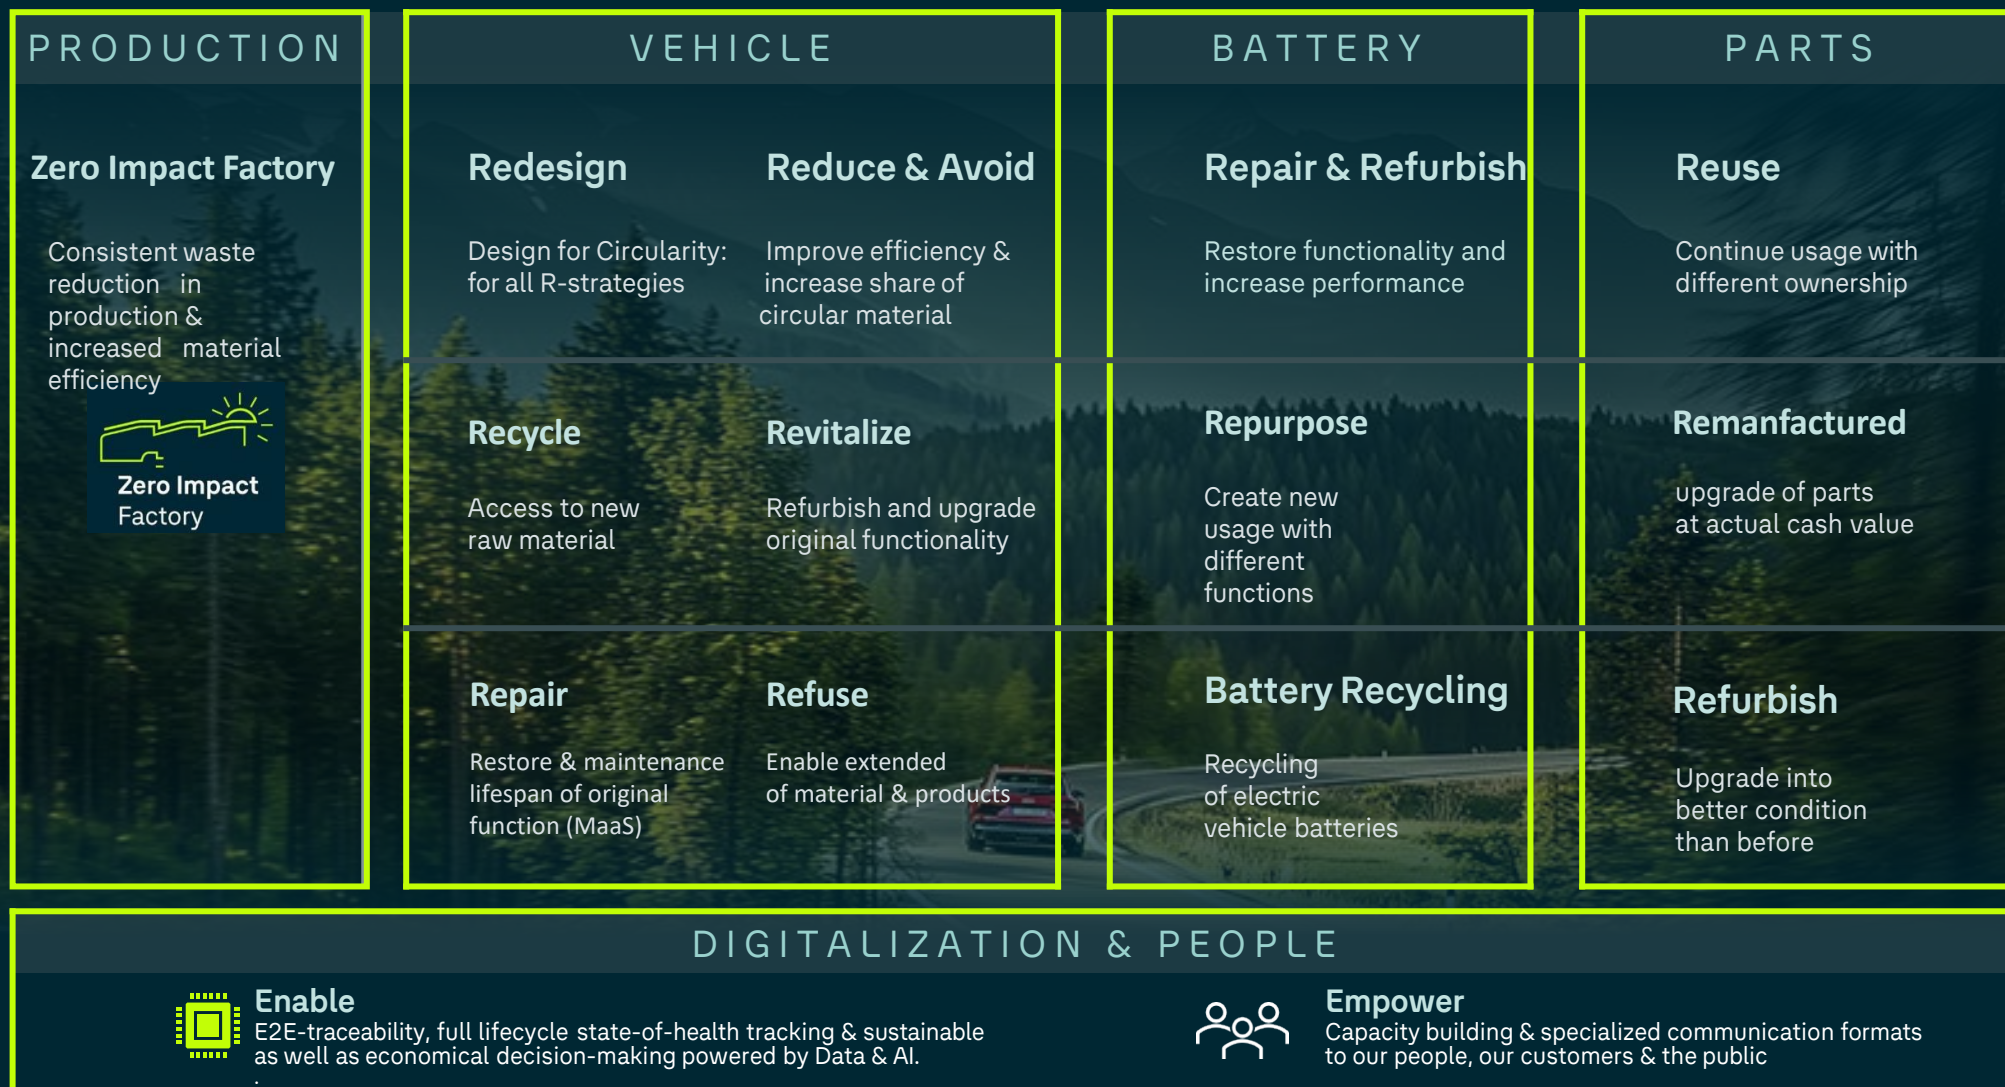 PRODUCTION
Zero Impact Factory
Consistent waste
reduction in
production &
increased material
efficiency
Zero Impact
Factory
VEHICLE
Redesign
Design for Circularity:
for all R-strategies
Reduce & Avoid
Improve efficiency &
increase share of
circular material
Recycle
Access to new
raw material
Revitalize
Refurbish and upgrade
original functionality
Repair
Restore & maintenance
lifespan of original
function (MaaS)
Refuse
Enable extended
of material & products
BATTERY
Repair & Refurbish
Restore functionality and
increase performance
Repurpose
Create new
usage with
different
functions
Battery Recycling
Recycling
of electric
vehicle batteries
PARTS
Reuse
Continue usage with
different ownership
Remanfactured
upgrade of parts
at actual cash value
Refurbish
Upgrade into
better condition
than before
DIGITALIZATION & PEOPLE
Enable
E2E-traceability, full lifecycle state-of-health tracking & sustainable
as well as economical decision-making powered by Data & AI.
.
Empower
Capacity building & specialized communication formats
to our people, our customers & the public